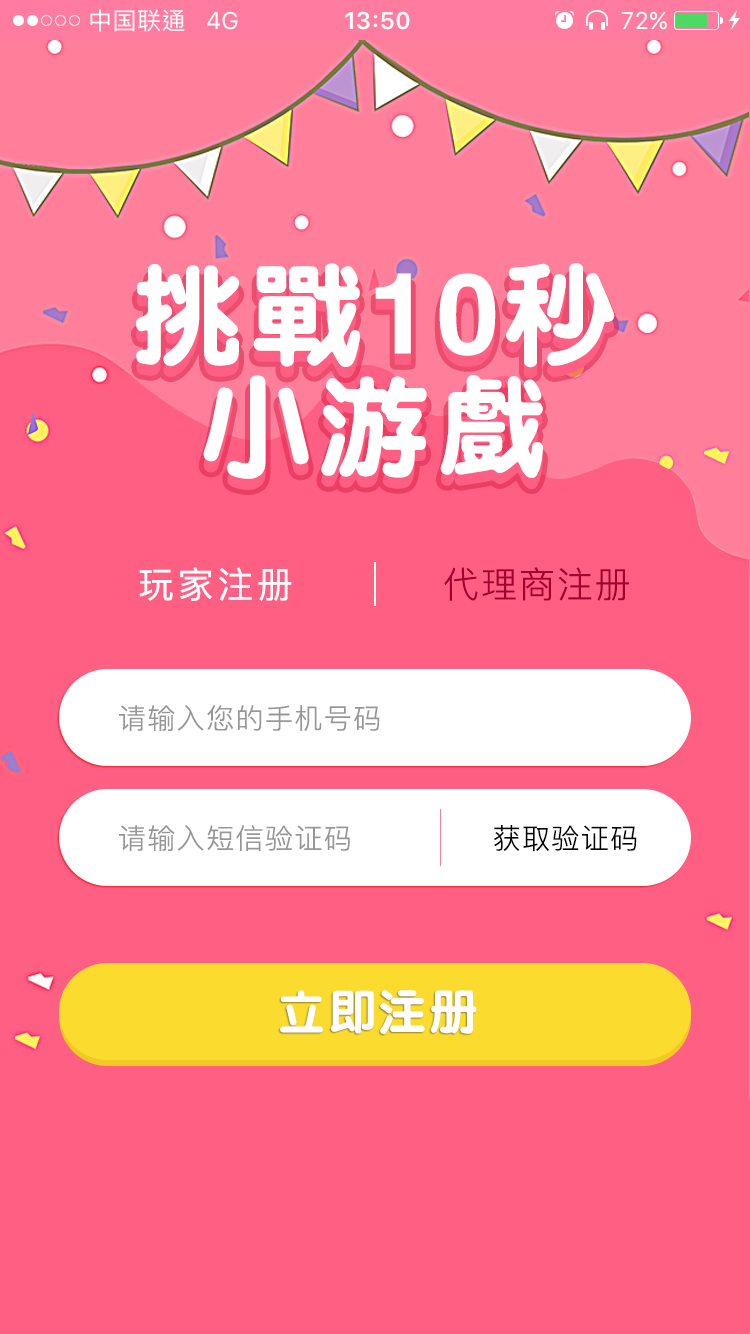 中国联通 4G 13:50 72%
挑戰10秒
小游戲
玩家注册 代理商注册
请输入您的手机号码
请输入短信验证码 获取验证码
立即注册